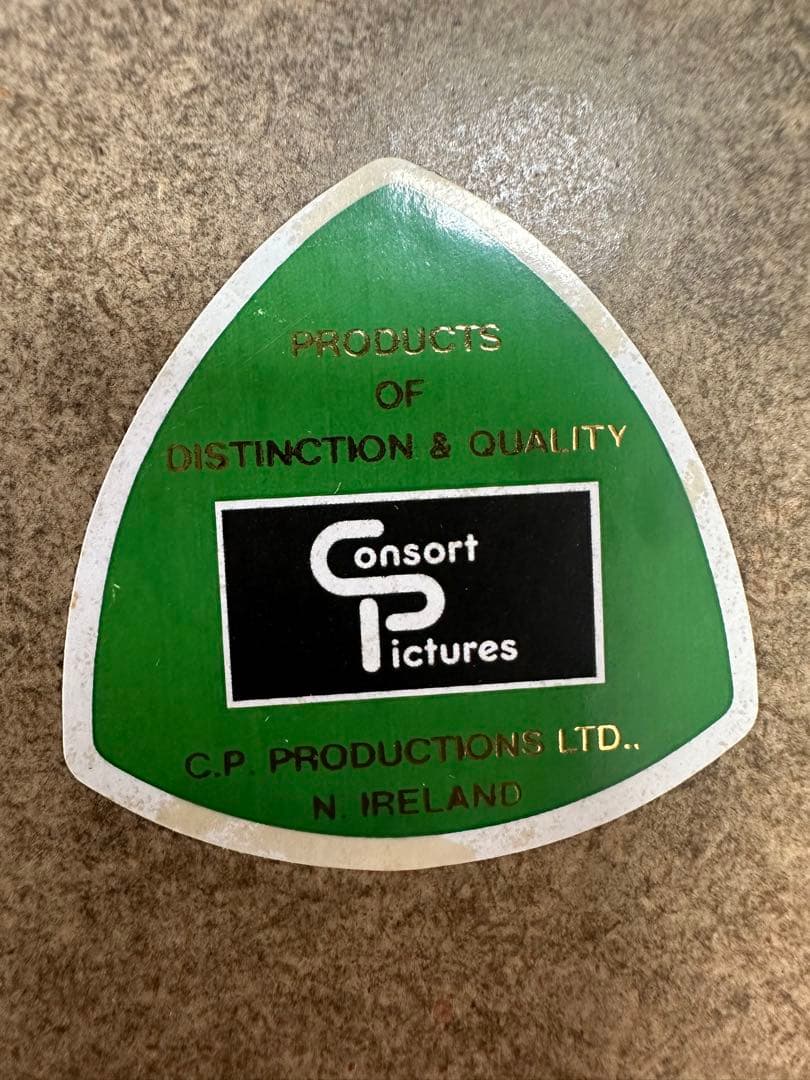 PRODUCTS
OF
DISTINCTION & QUALITY
Consort
Pictures
C.P. PRODUCTIONS LTD..
N. IRELAND